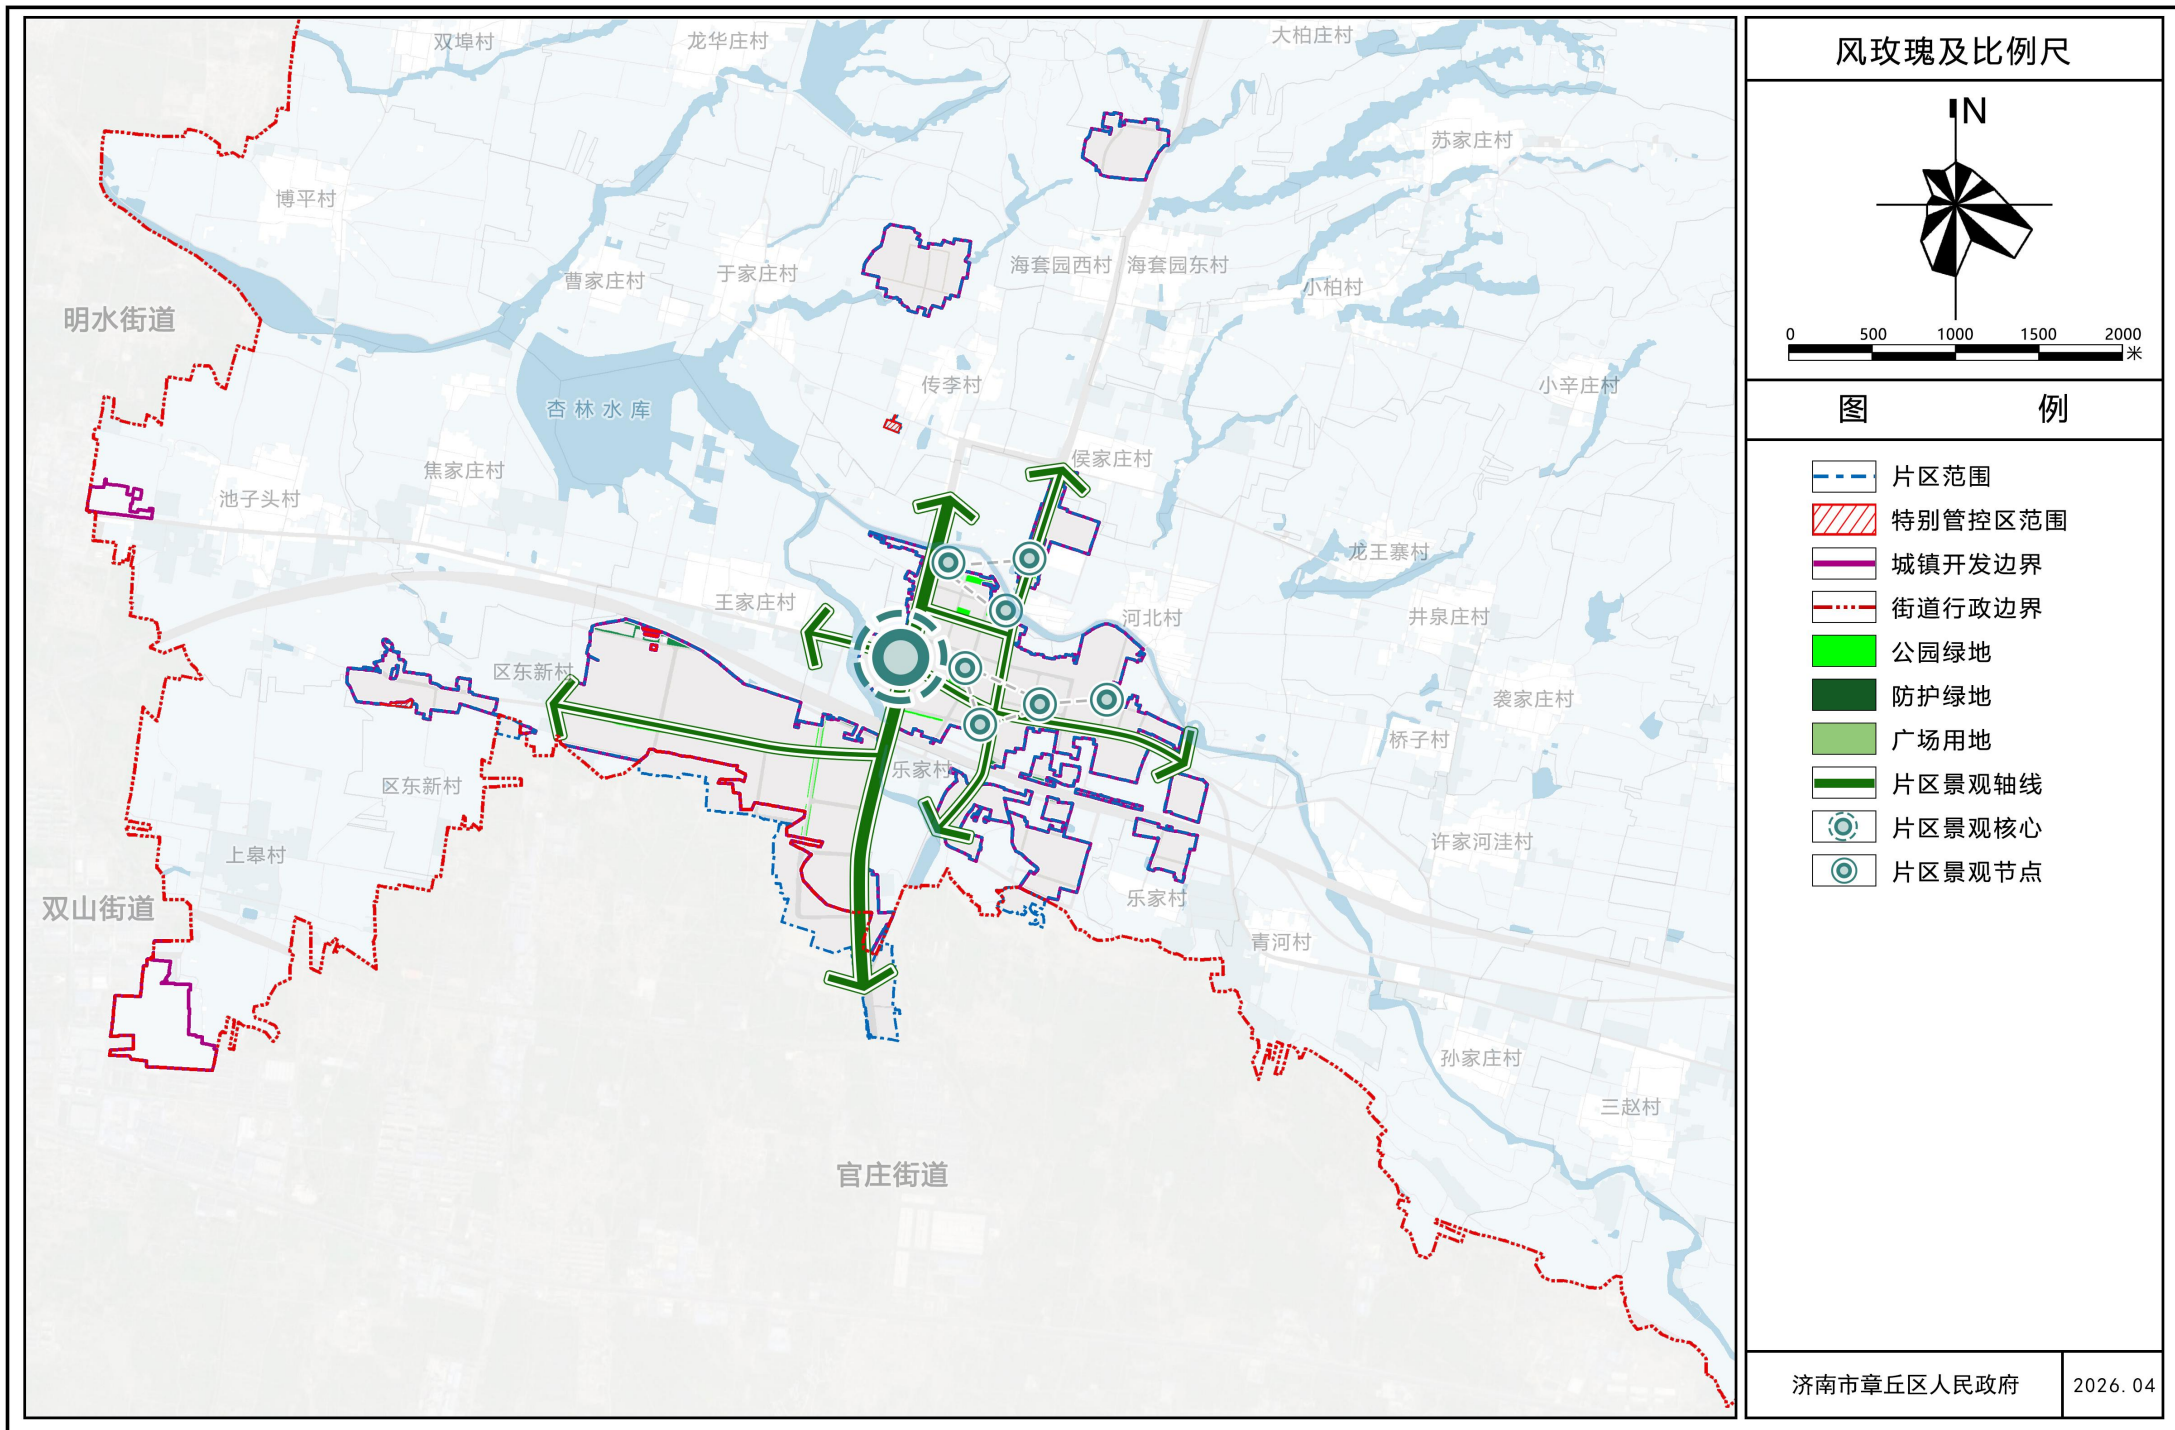 双埠村
龙华庄村
大柏庄村
苏家庄村
博平村
曹家庄村
于家庄村
海套园西村
海套园东村
小柏村
明水街道
传李村
小辛庄村
杏林水库
焦家庄村
侯家庄村
池子头村
龙王寨村
王家庄村
河北村
井泉庄村
区东新村
袭家庄村
桥子村
乐家村
区东新村
上皋村
许家河洼村
双山街道
乐家村
青河村
孙家庄村
三赵村
官庄街道
风玫瑰及比例尺
N
0 500 1000 1500 2000
米
图 例
片区范围
特别管控区范围
城镇开发边界
街道行政边界
公园绿地
防护绿地
广场用地
片区景观轴线
片区景观核心
片区景观节点
济南市章丘区人民政府
2026.04